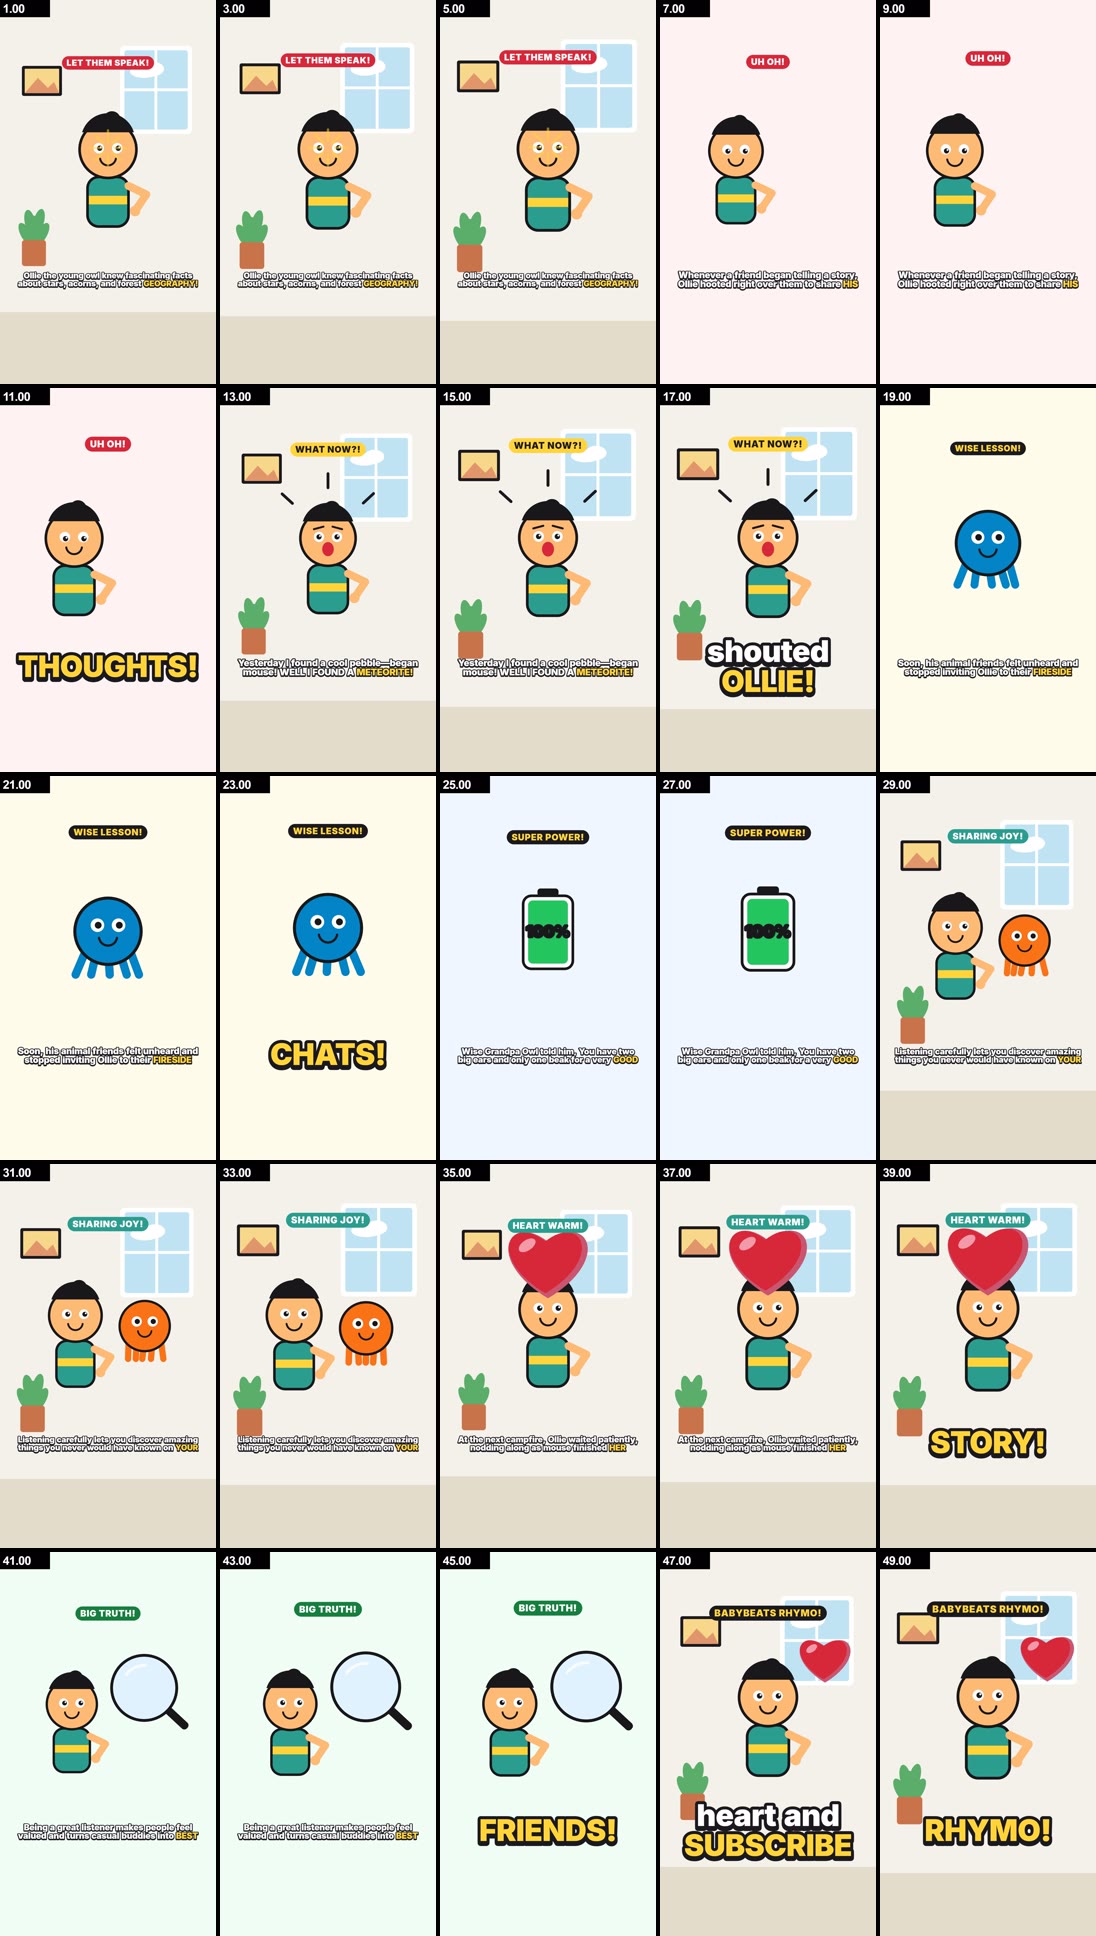 1.00
LET THEM SPEAK!
Ollie the young owl knew fascinating facts
about stars, acorns, and forest GEOGRAPHY!
3.00
LET THEM SPEAK!
Ollie the young owl knew fascinating facts
about stars, acorns, and forest GEOGRAPHY!
5.00
LET THEM SPEAK!
Ollie the young owl knew fascinating facts
about stars, acorns, and forest GEOGRAPHY!
7.00
UH OH!
Whenever a friend began telling a story,
Ollie hooted right over them to share HIS
9.00
UH OH!
Whenever a friend began telling a story,
Ollie hooted right over them to share HIS
11.00
UH OH!
THOUGHTS!
13.00
WHAT NOW?!
Yesterday I found a cool pebble—began
mouse! WELL I FOUND A METEORITE!
15.00
WHAT NOW?!
Yesterday I found a cool pebble—began
mouse! WELL I FOUND A METEORITE!
17.00
WHAT NOW?!
shouted
OLLIE!
19.00
WISE LESSON!
Soon, his animal friends felt unheard and
stopped inviting Ollie to their FIRESIDE
21.00
WISE LESSON!
Soon, his animal friends felt unheard and
stopped inviting Ollie to their FIRESIDE
23.00
WISE LESSON!
CHATS!
25.00
SUPER POWER!
100%
Wise Grandpa Owl told him, You have two
big ears and only one beak for a very GOOD
27.00
SUPER POWER!
100%
Wise Grandpa Owl told him, You have two
big ears and only one beak for a very GOOD
29.00
SHARING JOY!
Listening carefully lets you discover amazing
things you never would have known on YOUR
31.00
SHARING JOY!
Listening carefully lets you discover amazing
things you never would have known on YOUR
33.00
SHARING JOY!
Listening carefully lets you discover amazing
things you never would have known on YOUR
35.00
HEART WARM!
At the next campfire, Ollie waited patiently,
nodding along as mouse finished HER
37.00
HEART WARM!
At the next campfire, Ollie waited patiently,
nodding along as mouse finished HER
39.00
HEART WARM!
STORY!
41.00
BIG TRUTH!
Being a great listener makes people feel
valued and turns casual buddies into BEST
43.00
BIG TRUTH!
Being a great listener makes people feel
valued and turns casual buddies into BEST
45.00
BIG TRUTH!
FRIENDS!
47.00
BABYBEATS RHYMO!
heart and
SUBSCRIBE
49.00
BABYBEATS RHYMO!
RHYMO!